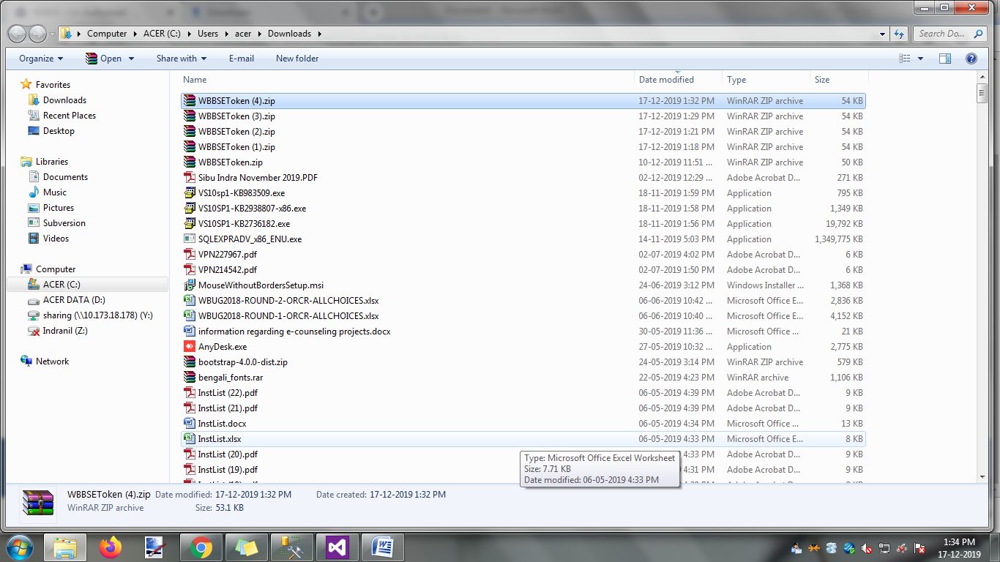 Computer ACER (C:) Users acer Downloads
Search Do...
Organize Open Share with E-mail New folder
Name Date modified Type Size
Favorites
Downloads
Recent Places
Desktop
Libraries
Documents
Music
Pictures
Subversion
Videos
Computer
ACER (C:)
ACER DATA (D:)
sharing (\\10.173.18.178) (Y:)
Indranil (Z:)
Network
WBBSEToken (4).zip 17-12-2019 1:32 PM WinRAR ZIP archive 54 KB
WBBSEToken (3).zip 17-12-2019 1:29 PM WinRAR ZIP archive 54 KB
WBBSEToken (2).zip 17-12-2019 1:21 PM WinRAR ZIP archive 54 KB
WBBSEToken (1).zip 17-12-2019 1:18 PM WinRAR ZIP archive 54 KB
WBBSEToken.zip 10-12-2019 11:51 ... WinRAR ZIP archive 50 KB
Sibu Indra November 2019.PDF 02-12-2019 12:29 ... Adobe Acrobat D... 271 KB
VS10sp1-KB983509.exe 18-11-2019 1:59 PM Application 795 KB
VS10SP1-KB2938807-x86.exe 18-11-2019 1:58 PM Application 1,349 KB
VS10SP1-KB2736182.exe 18-11-2019 1:56 PM Application 19,792 KB
SQLEXPRADV_x86_ENU.exe 14-11-2019 5:03 PM Application 1,349,775 KB
VPN227967.pdf 02-07-2019 4:02 PM Adobe Acrobat D... 6 KB
VPN214542.pdf 02-07-2019 1:50 PM Adobe Acrobat D... 6 KB
MouseWithoutBordersSetup.msi 24-06-2019 3:12 PM Windows Installer ... 1,368 KB
WBUG2018-ROUND-2-ORCR-ALLCHOICES.xlsx 06-06-2019 10:42 ... Microsoft Office E... 2,836 KB
WBUG2018-ROUND-1-ORCR-ALLCHOICES.xlsx 06-06-2019 10:40 ... Microsoft Office E... 4,152 KB
information regarding e-counseling projects.docx 30-05-2019 11:36 ... Microsoft Office ... 21 KB
AnyDesk.exe 27-05-2019 10:32 ... Application 2,775 KB
bootstrap-4.0.0-dist.zip 24-05-2019 3:14 PM WinRAR ZIP archive 579 KB
bengali_fonts.rar 22-05-2019 4:23 PM WinRAR archive 1,106 KB
InstList (22).pdf 06-05-2019 4:39 PM Adobe Acrobat D... 9 KB
InstList (21).pdf 06-05-2019 4:39 PM Adobe Acrobat D... 9 KB
InstList.docx 06-05-2019 4:34 PM Microsoft Office ... 13 KB
InstList.xlsx 06-05-2019 4:33 PM Microsoft Office E... 8 KB
InstList (20).pdf 4:33 PM Adobe Acrobat D... 9 KB
InstList (19).pdf 4:31 PM Adobe Acrobat D... 9 KB
Type: Microsoft Office Excel Worksheet
Size: 7.71 KB
Date modified: 06-05-2019 4:33 PM
WBBSEToken (4).zip Date modified: 17-12-2019 1:32 PM Date created: 17-12-2019 1:32 PM
WinRAR ZIP archive Size: 53.1 KB
1:34 PM
17-12-2019